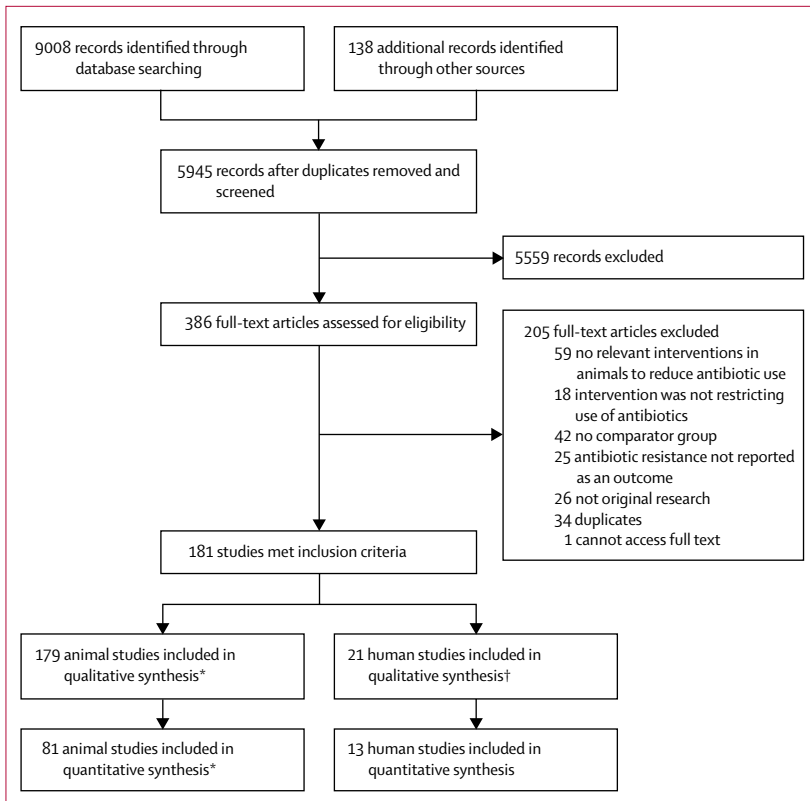 9008 records identified through
database searching
138 additional records identified
through other sources
5945 records after duplicates removed and
screened
5559 records excluded
386 full-text articles assessed for eligibility
205 full-text articles excluded
59 no relevant interventions in
animals to reduce antibiotic use
18 intervention was not restricting
use of antibiotics
42 no comparator group
25 antibiotic resistance not reported
as an outcome
26 not original research
34 duplicates
1 cannot access full text
181 studies met inclusion criteria
179 animal studies included in
qualitative synthesis*
21 human studies included in
qualitative synthesis†
81 animal studies included in
quantitative synthesis*
13 human studies included in
quantitative synthesis